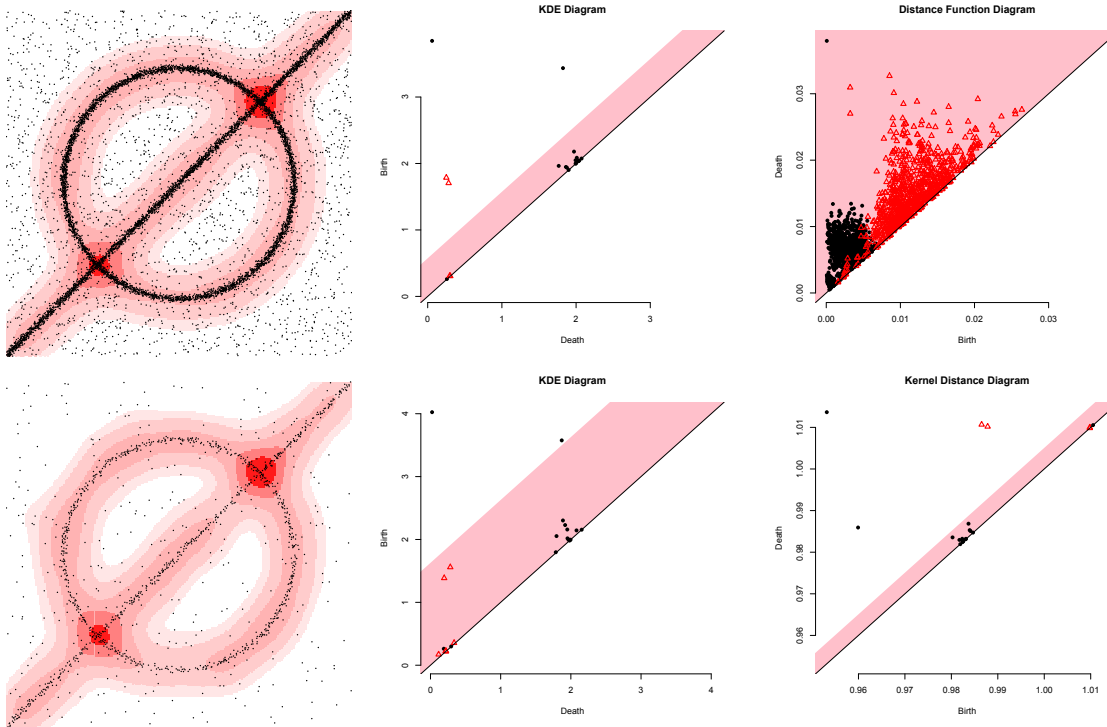 KDE Diagram
Birth
0 1 2 3
0 1 2 3
Death
Distance Function Diagram
Death
0.00 0.01 0.02 0.03
0.00 0.01 0.02 0.03
Birth
KDE Diagram
Birth
0 1 2 3 4
0 1 2 3 4
Death
Kernel Distance Diagram
Death
0.96 0.97 0.98 0.99 1.00 1.01
0.96 0.97 0.98 0.99 1.00 1.01
Birth